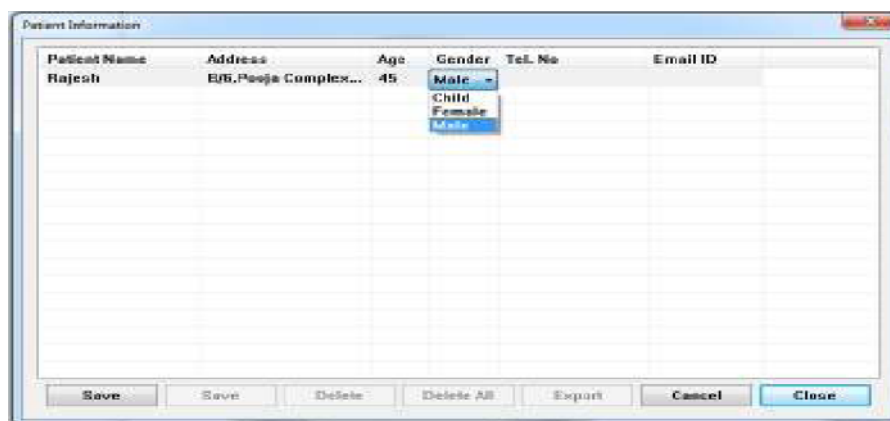 Patient Information
Patient Name Address Age Gender Tel. No Email ID
Rajesh B/6,Pooja Complex... 45 Male
Child
Female
Male
Save Save Delete Delete All Export Cancel Close